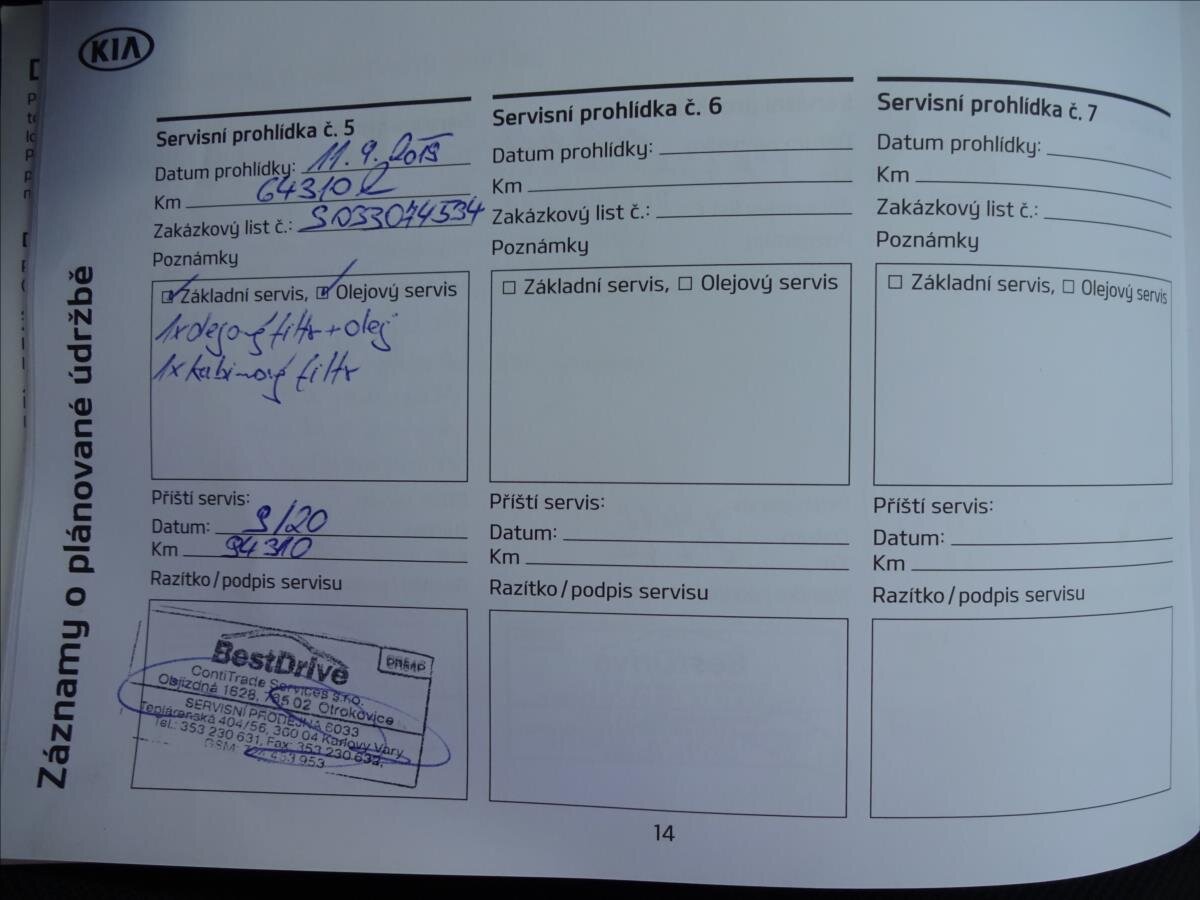 KIA
Záznamy o plánované údržbě
Servisní prohlídka č. 5
Datum prohlídky: 11. 9. 2019
Km 64310
Zakázkový list č.: S033074534
Poznámky
Základní servis, Olejový servis
1x olejový filtr + olej
1x kabinový filtr
Příští servis:
Datum: 9/20
Km 94310
Razítko/podpis servisu
BestDrive
ContiTrade Services s.r.o.
Objízdná 1628, 765 02 Otrokovice
SERVISNÍ PRODEJNA 6033
Teplárenská 404/56, 360 04 Karlovy Vary
Tel.: 353 230 631, Fax: 353 230 632,
GSM: 953
Servisní prohlídka č. 6
Datum prohlídky:
Km
Zakázkový list č.:
Poznámky
Základní servis, Olejový servis
Příští servis:
Datum:
Km
Razítko/podpis servisu
Servisní prohlídka č. 7
Datum prohlídky:
Km
Zakázkový list č.:
Poznámky
Základní servis, Olejový servis
Příští servis:
Datum:
Km
Razítko/podpis servisu
14